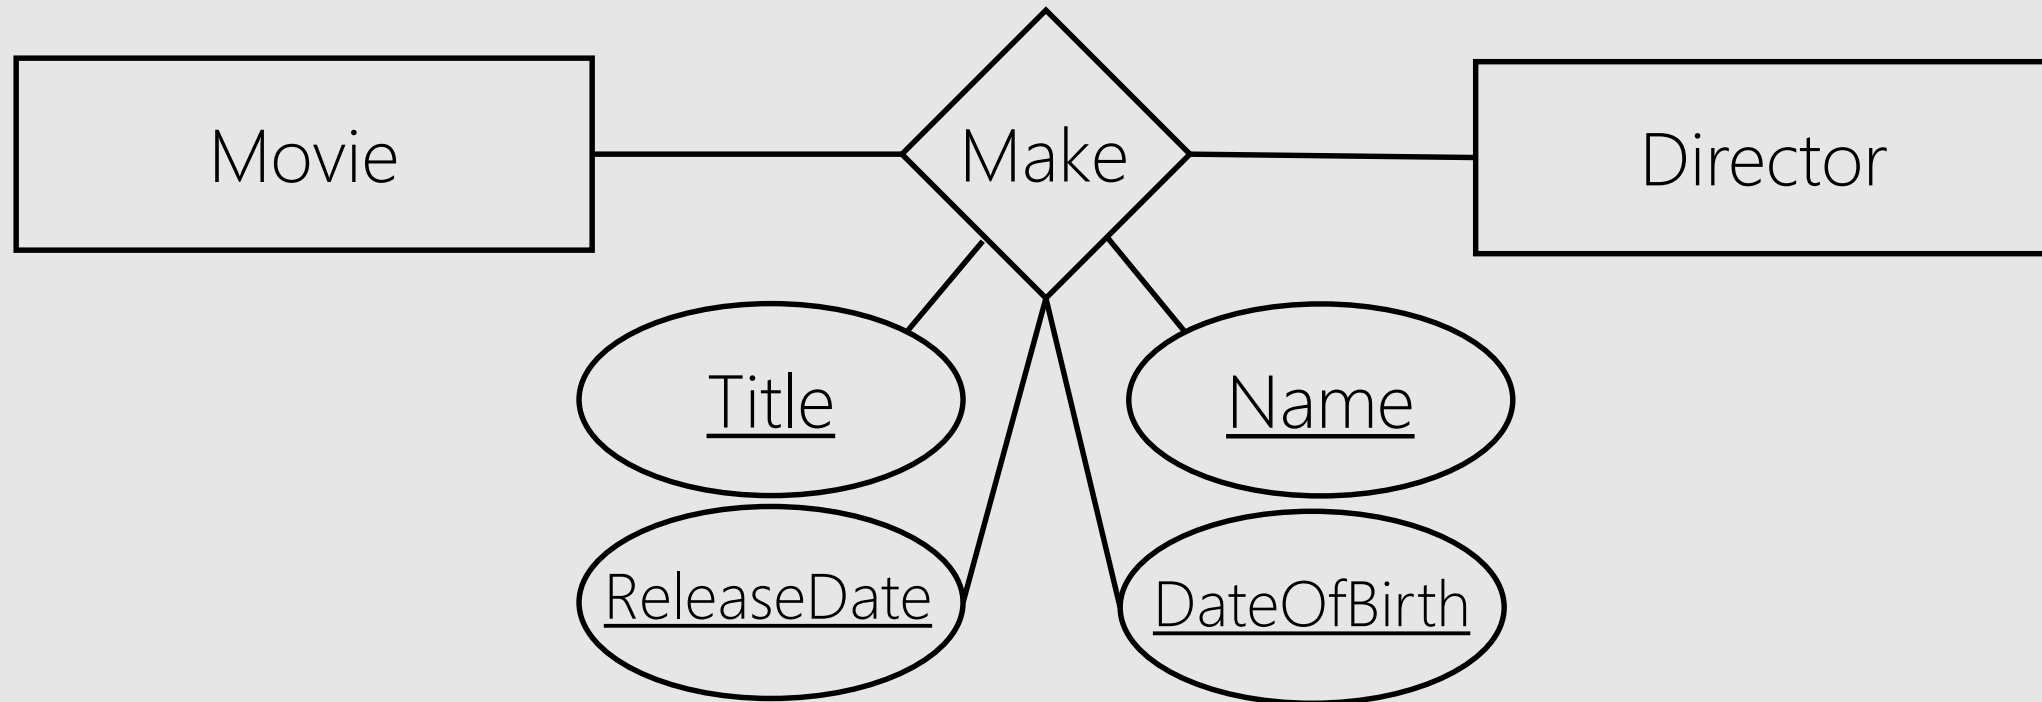 Movie
Make
Director
Title
Name
ReleaseDate
DateOfBirth